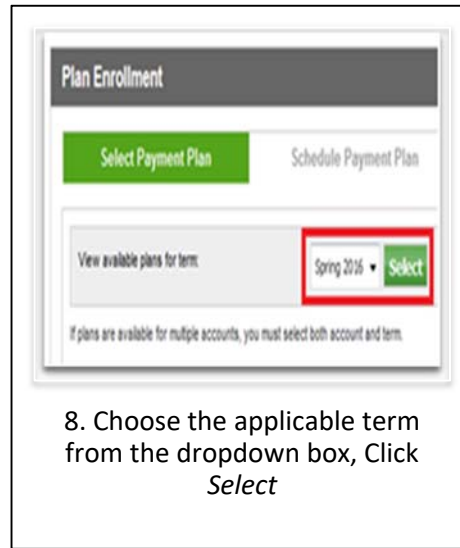 Plan Enrollment
Select Payment Plan Schedule Payment Plan
View available plans for term: Spring 2016 Select
If plans are available for multiple accounts, you must select both account and term.
8. Choose the applicable term
from the dropdown box, Click
Select